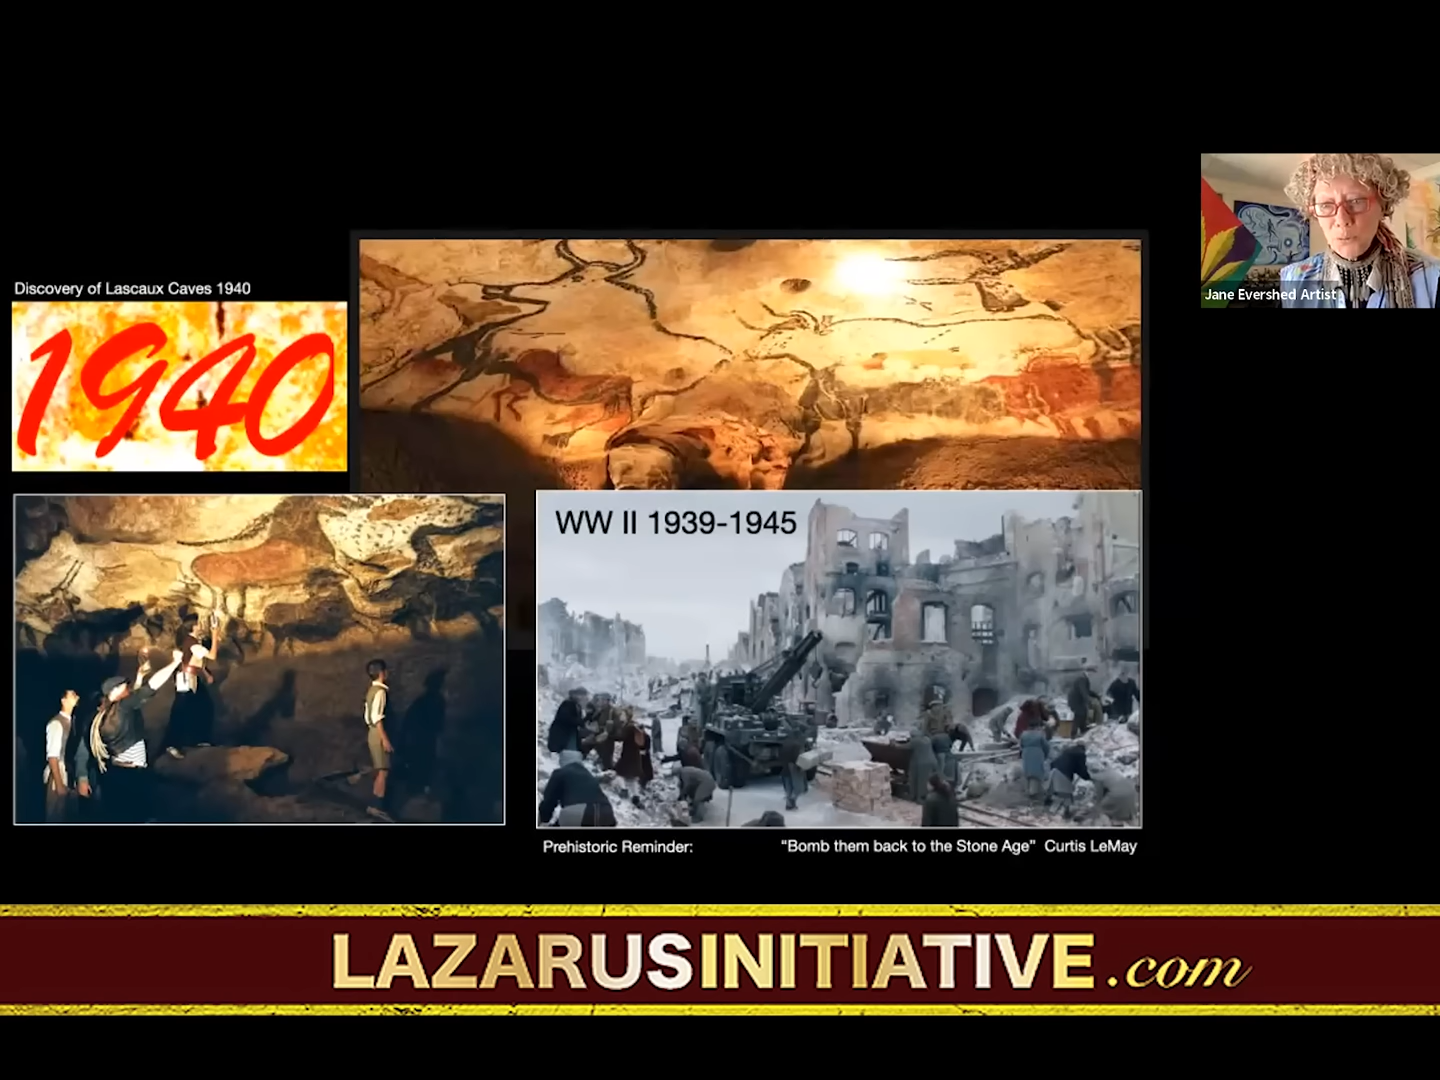 Jane Evershed Artist
Discovery of Lascaux Caves 1940
1940
WW II 1939-1945
Prehistoric Reminder: "Bomb them back to the Stone Age" Curtis LeMay
LAZARUSINITIATIVE.com